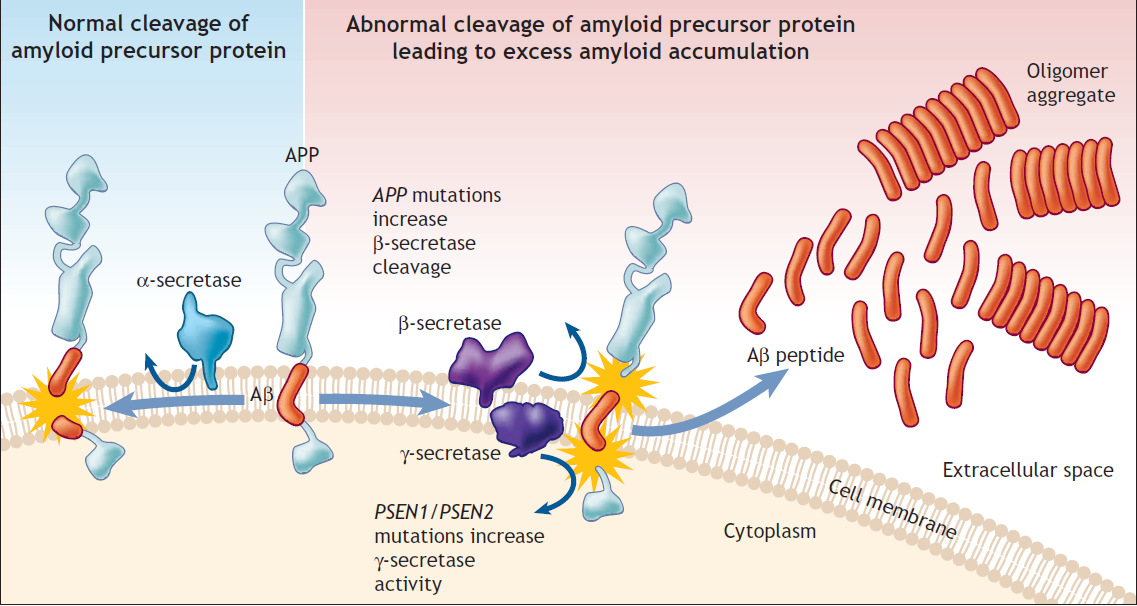 Normal cleavage of
amyloid precursor protein
Abnormal cleavage of amyloid precursor protein
leading to excess amyloid accumulation
Oligomer
aggregate
APP
APP mutations
increase
β-secretase
cleavage
α-secretase
β-secretase
Aβ peptide
Aβ
γ-secretase
Extracellular space
Cell membrane
PSEN1/PSEN2
mutations increase
γ-secretase
activity
Cytoplasm